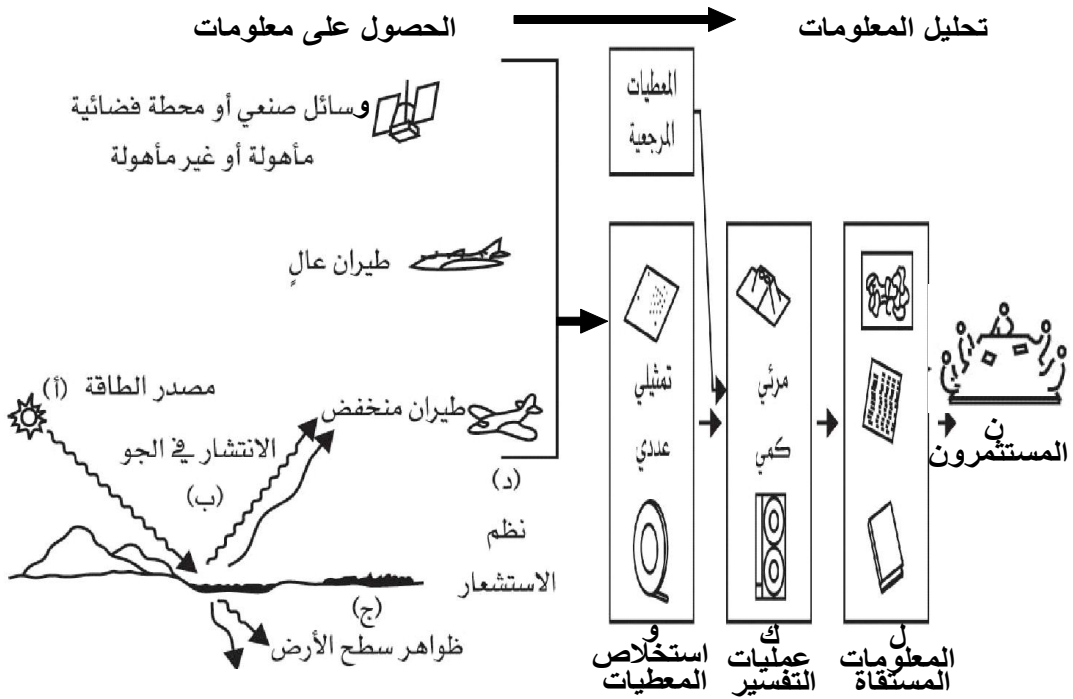 الحصول على معلومات
تحليل المعلومات
وسائل صنعي أو محطة فضائية
مأهولة أو غير مأهولة
طيران عالٍ
مصدر الطاقة (أ)
طيران منخفض
الانتشار في الجو
(ب)
(د)
نظم
الاستشعار
(ج)
ظواهر سطح الأرض
المعطيات
المرجعية
تمثيلي
عددي
و
استخلاص
المعطيات
مرئي
كمي
ك
عمليات
التفسير
ل
المعلومات
المستقاة
ن
المستثمرون